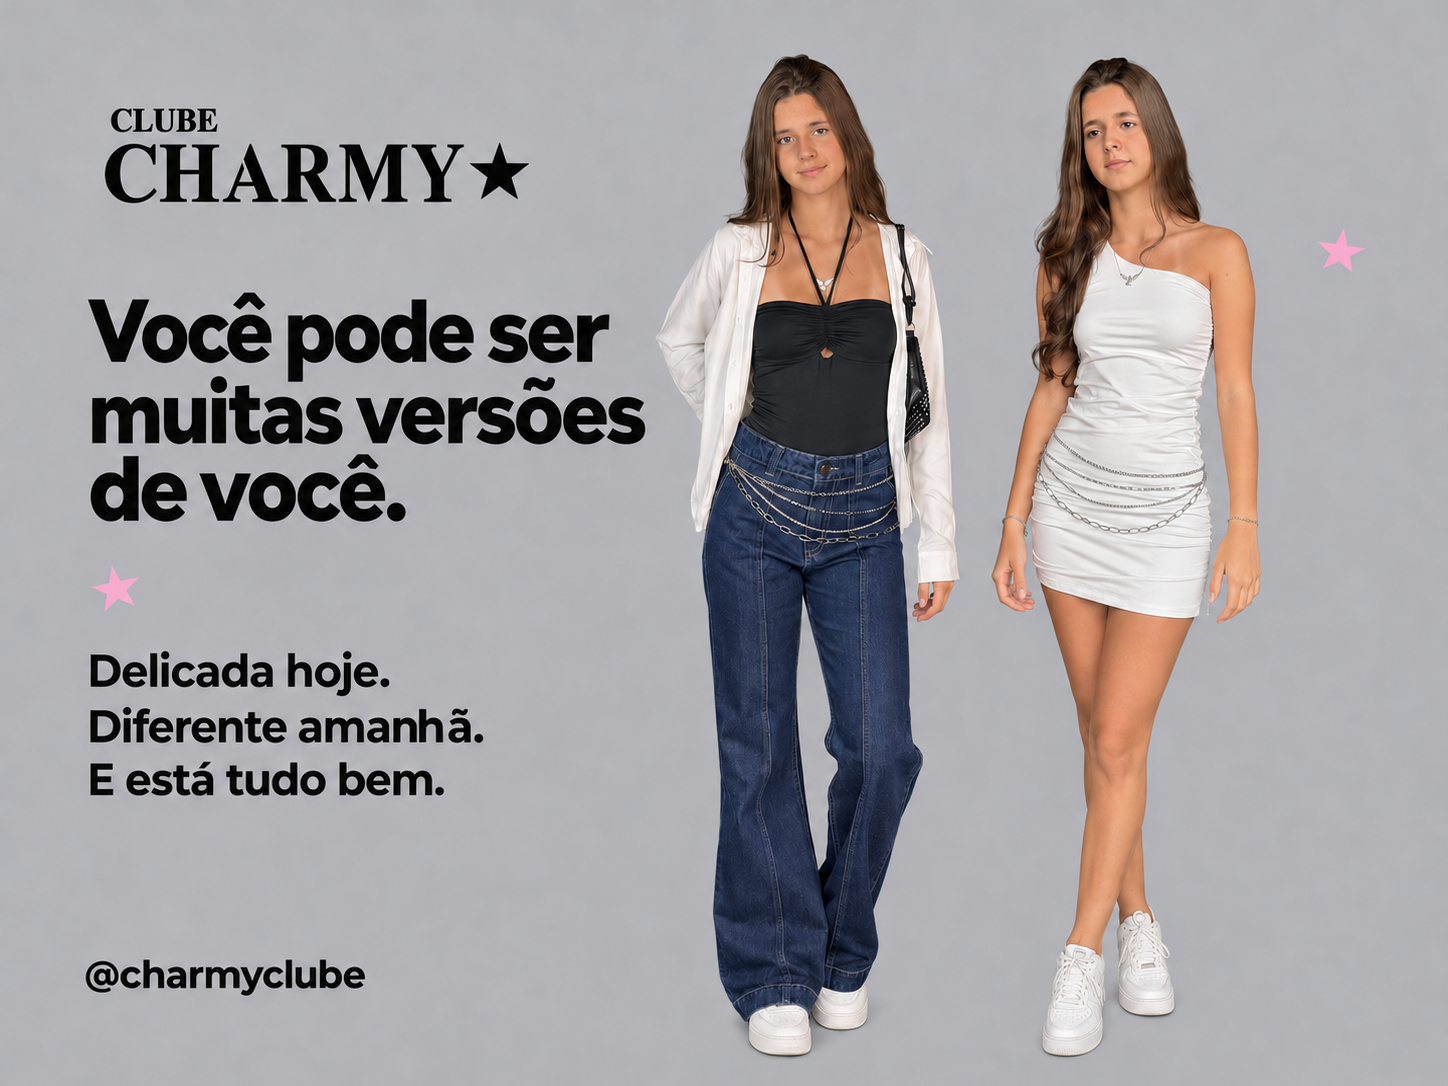 CLUBE
CHARMY★
Você pode ser
muitas versões
de você.
Delicada hoje.
Diferente amanhã.
E está tudo bem.
@charmyclube